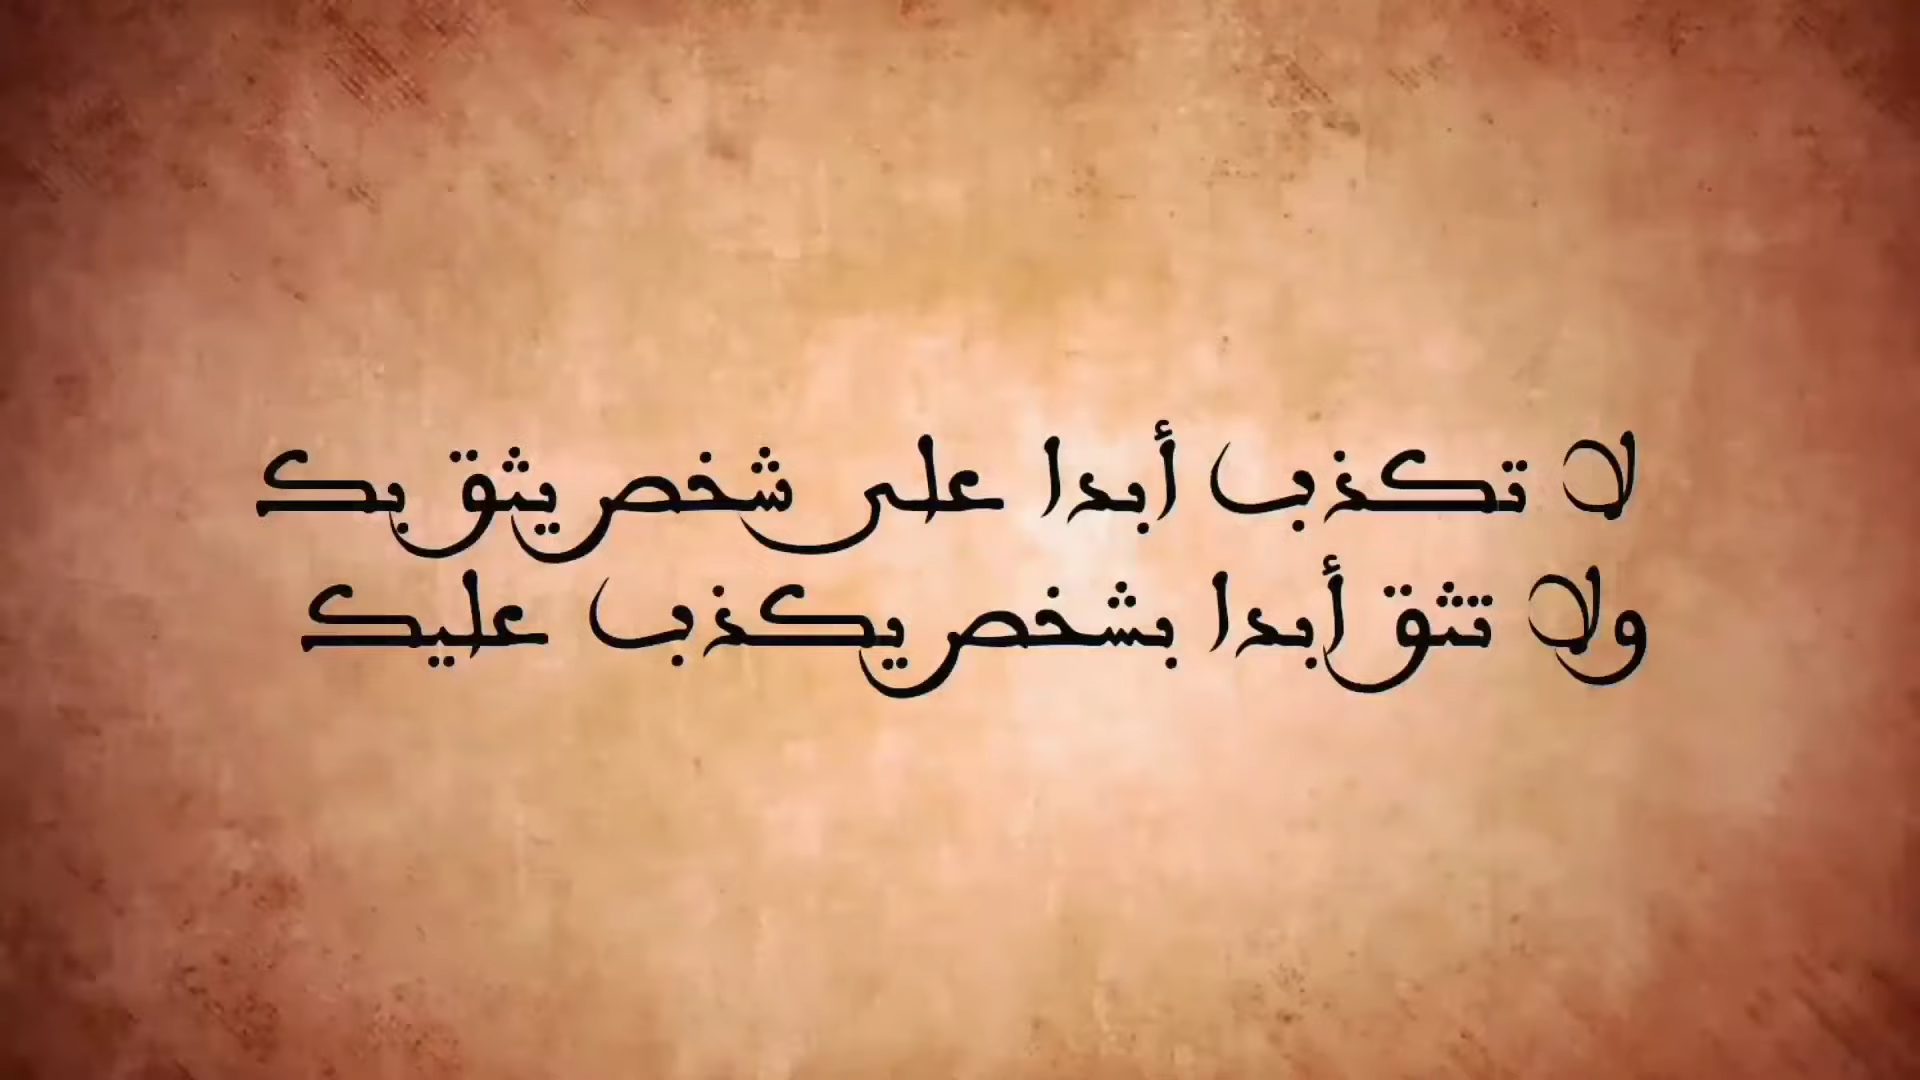 لا تكذب أبدا على شخص يثق بك
ولا تثق أبدا بشخص يكذب عليك